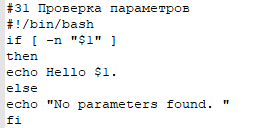 #31 Проверка параметров
#!/bin/bash
if [ -n "$1" ]
then
echo Hello $1.
else
echo "No parameters found. "
fi